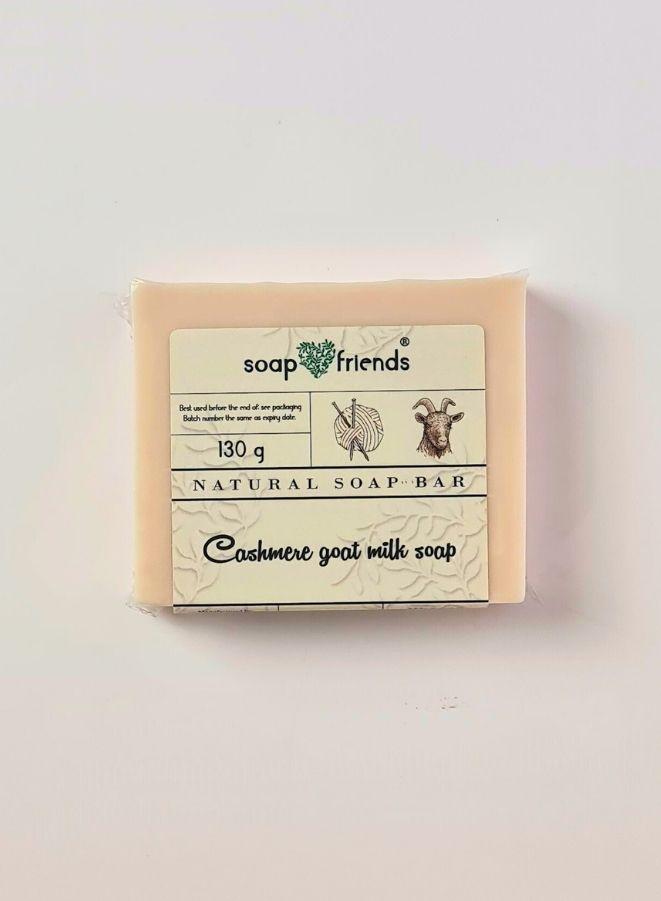 soap friends®
Best used before the end of: see packaging
Batch number the same as expiry date.
130 g
NATURAL SOAP BAR
Cashmere goat milk soap